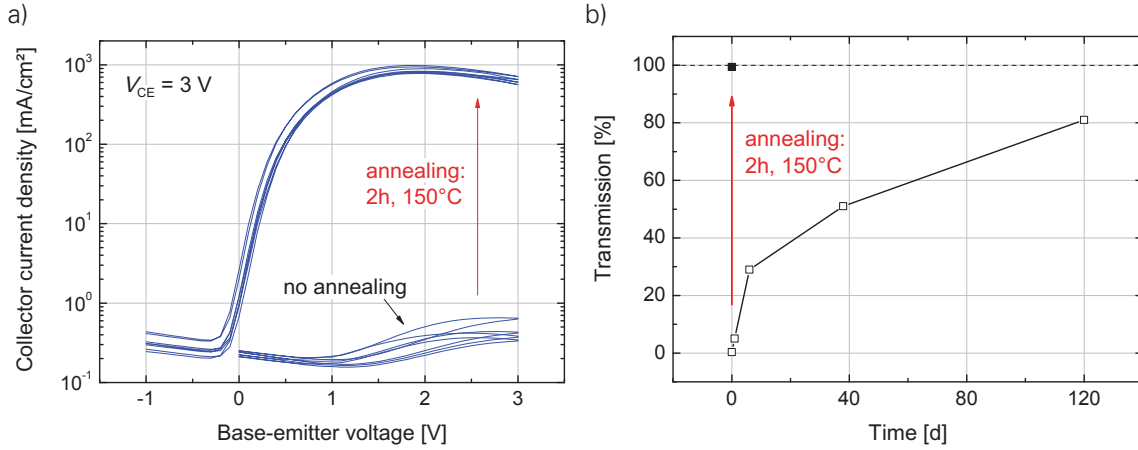 a)
10³
10²
10¹
10⁰
10⁻¹
Collector current density [mA/cm²]
V_CE = 3 V
annealing:
2h, 150°C
no annealing
-1
0
1
2
3
Base-emitter voltage [V]
b)
100
80
60
40
20
0
Transmission [%]
annealing:
2h, 150°C
0
40
80
120
Time [d]